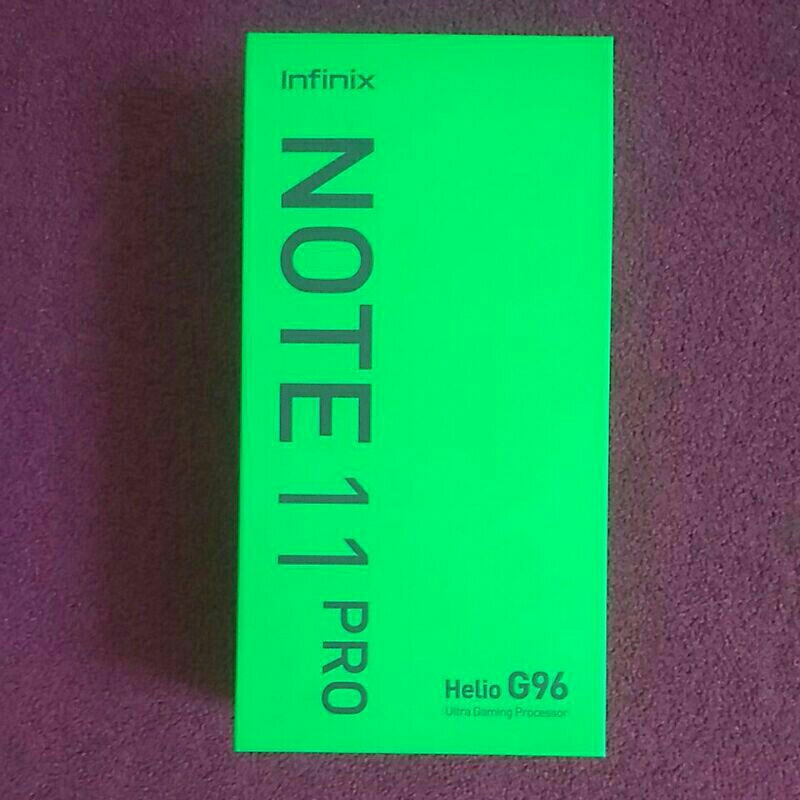 Infinix
NOTE 11 PRO
Helio G96
Ultra Gaming Processor